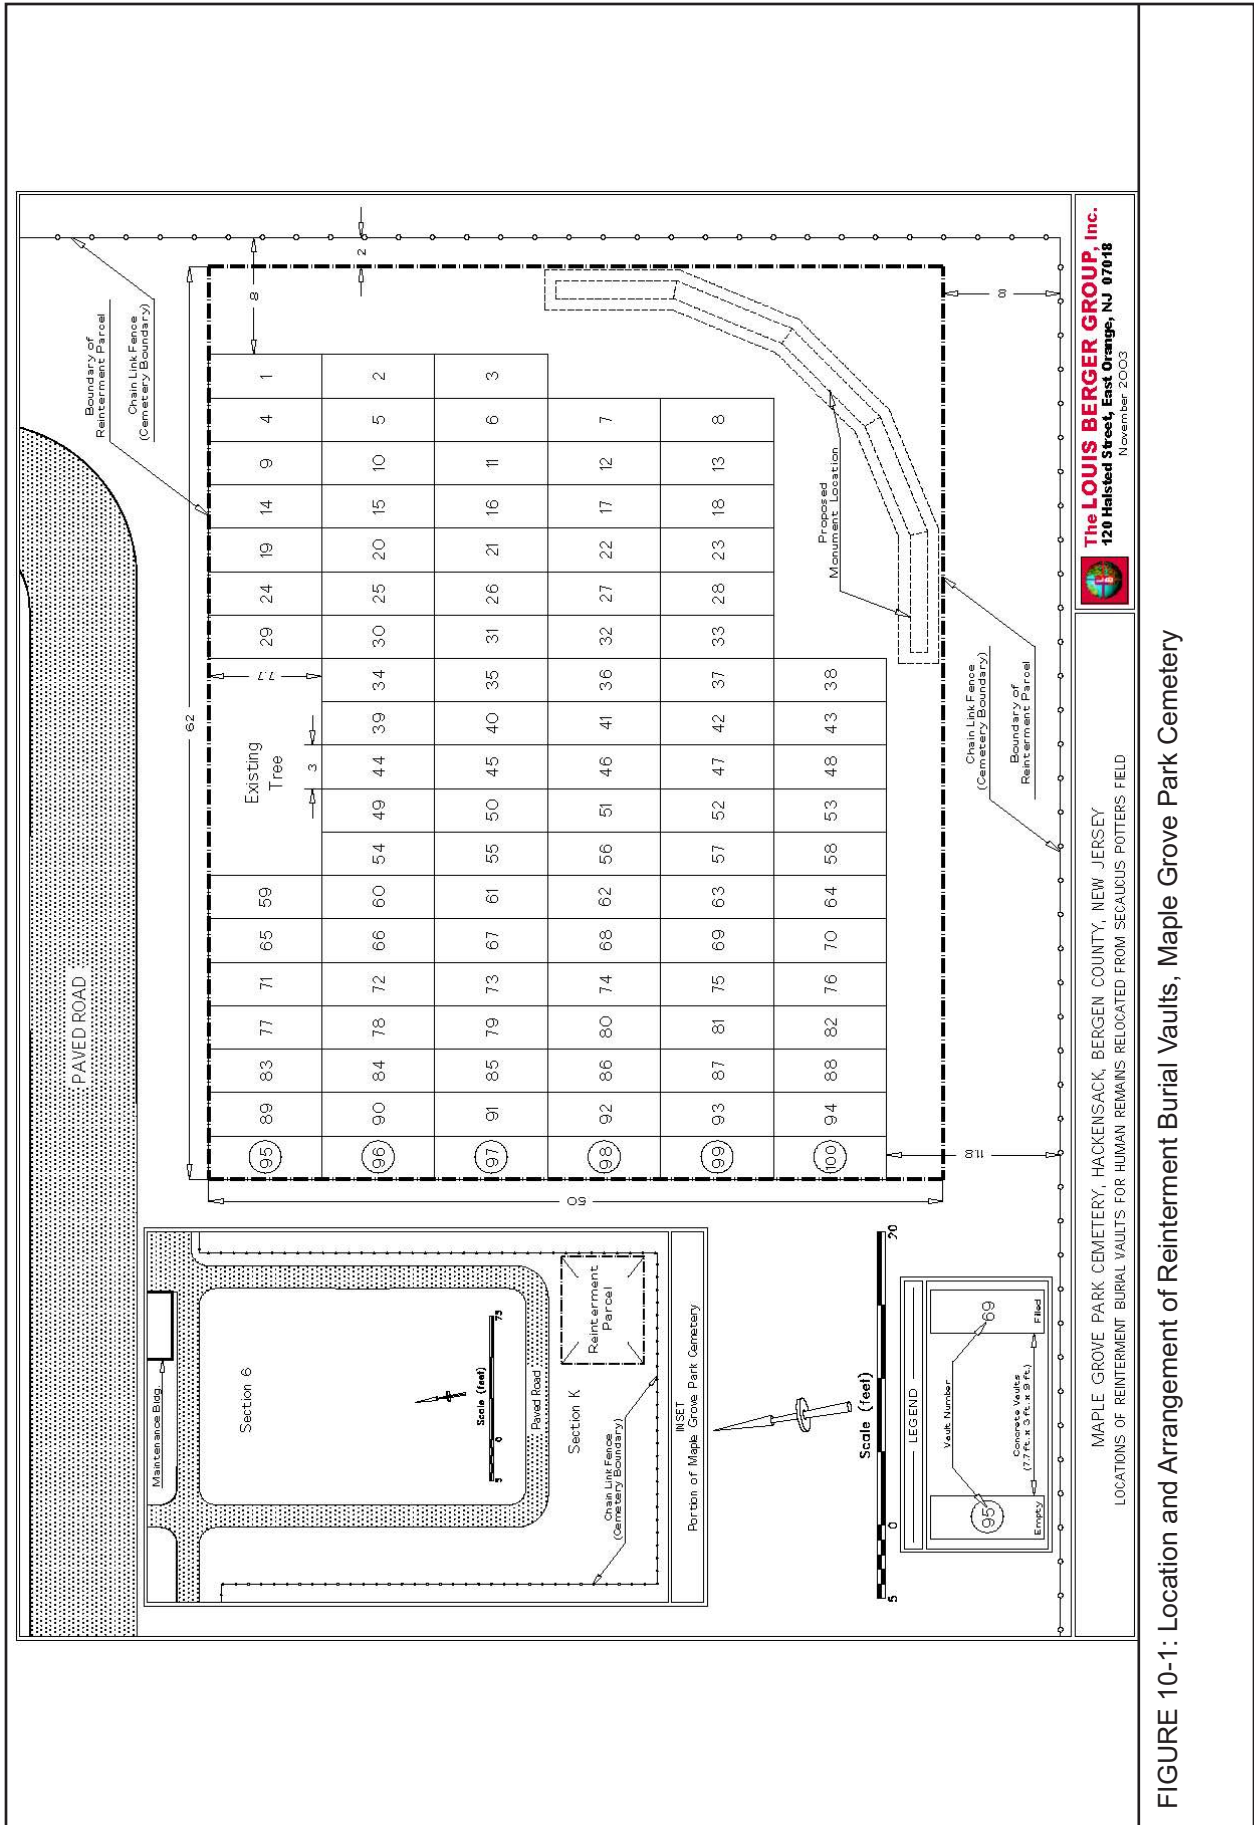 PAVED ROAD
Boundary of
Reinterment Parcel
Chain Link Fence
(Cemetery Boundary)
62
8
2
1
4
9
14
19
24
29
59
65
71
77
83
89
95
7.7
Existing
Tree
3
2
5
10
15
20
25
30
34
39
44
49
54
60
66
72
78
84
90
96
3
6
11
16
21
26
31
35
40
45
50
55
61
67
73
79
85
91
97
7
12
17
22
27
32
36
41
46
51
56
62
68
74
80
86
92
98
8
13
18
23
28
33
37
42
47
52
57
63
69
75
81
87
93
99
38
43
48
53
58
64
70
76
82
88
94
100
50
8
11.8
Proposed
Monument Location
Chain Link Fence
(Cemetery Boundary)
Boundary of
Reinterment Parcel
Maintenance Bldg.
Section 6
Scale (feet)
5 0 75
Paved Road
Section K
Reinterment
Parcel
Chain Link Fence
(Cemetery Boundary)
INSET
Portion of Maple Grove Park Cemetery
Scale (feet)
5 0 20
LEGEND
Vault Number
95
69
Concrete Vaults
(7.7 ft. x 3 ft. x 9 ft.)
Empty
Filled
MAPLE GROVE PARK CEMETERY, HACKENSACK, BERGEN COUNTY, NEW JERSEY
LOCATIONS OF REINTERMENT BURIAL VAULTS FOR HUMAN REMAINS RELOCATED FROM SECAUCUS POTTERS FIELD
The LOUIS BERGER GROUP, Inc.
120 Halsted Street, East Orange, NJ 07018
November 2003
FIGURE 10-1: Location and Arrangement of Reinterment Burial Vaults, Maple Grove Park Cemetery